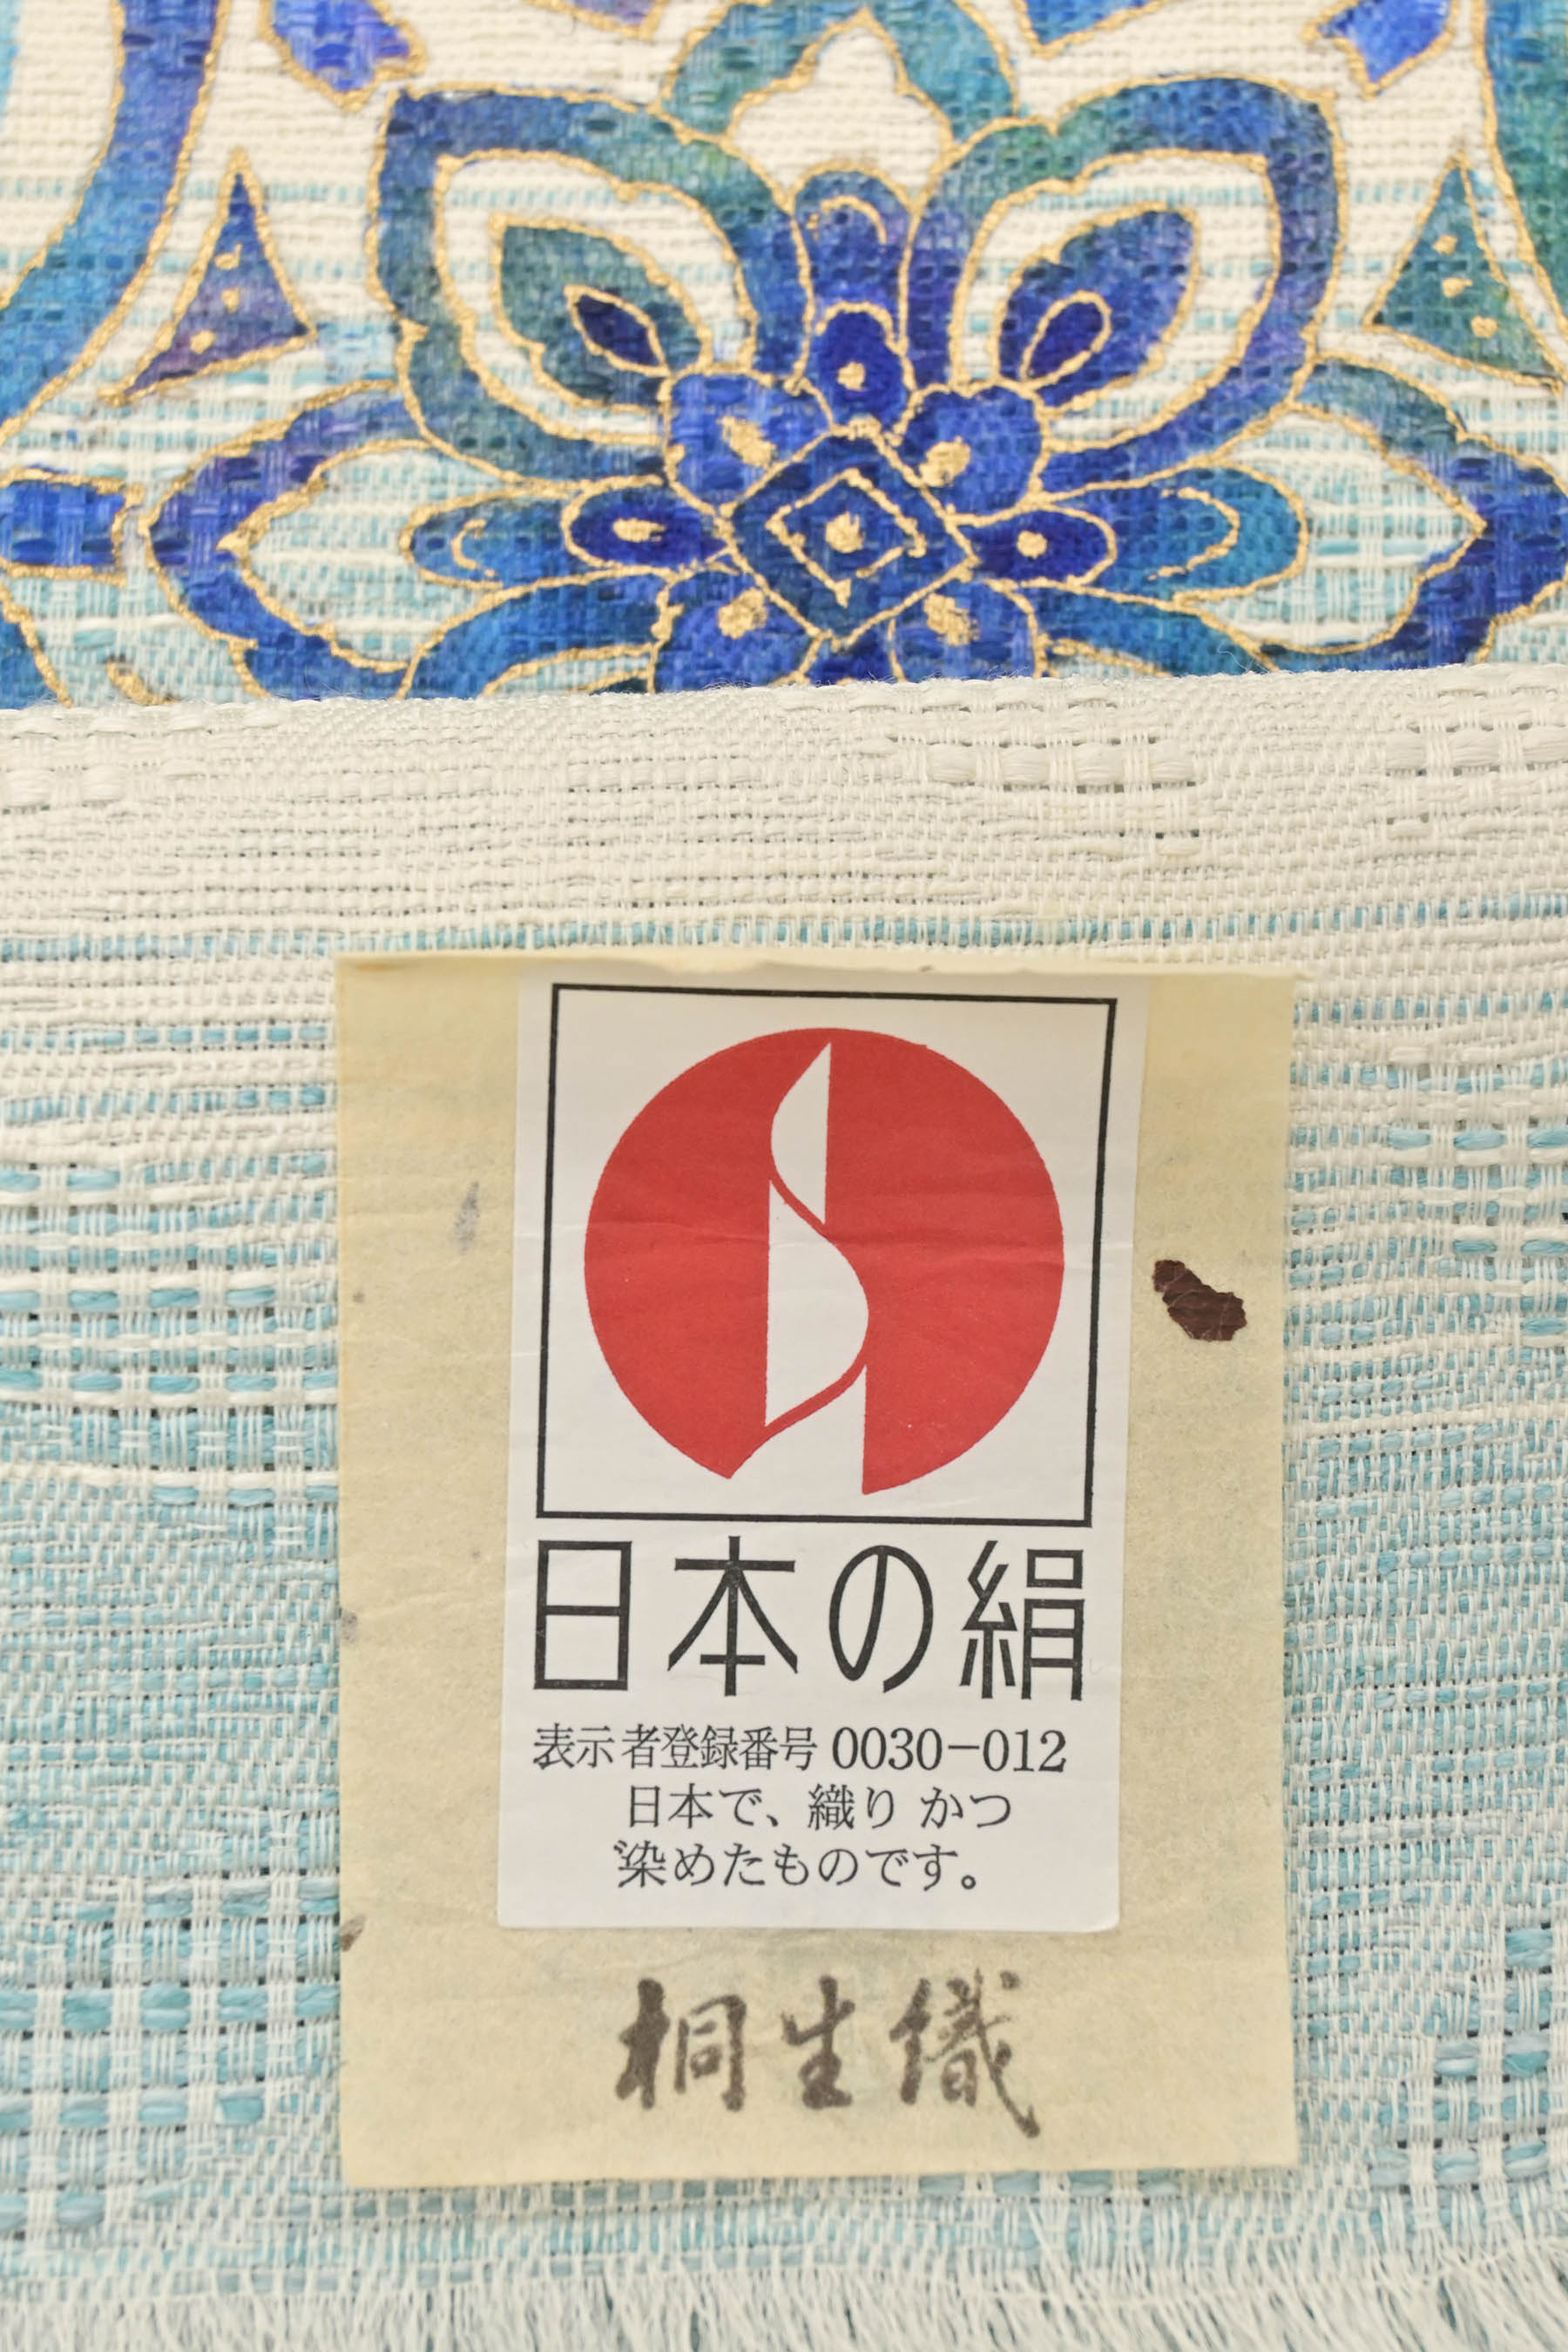 日本の絹
表示者登録番号 0030-012
日本で、織り かつ
染めたものです。
桐生織